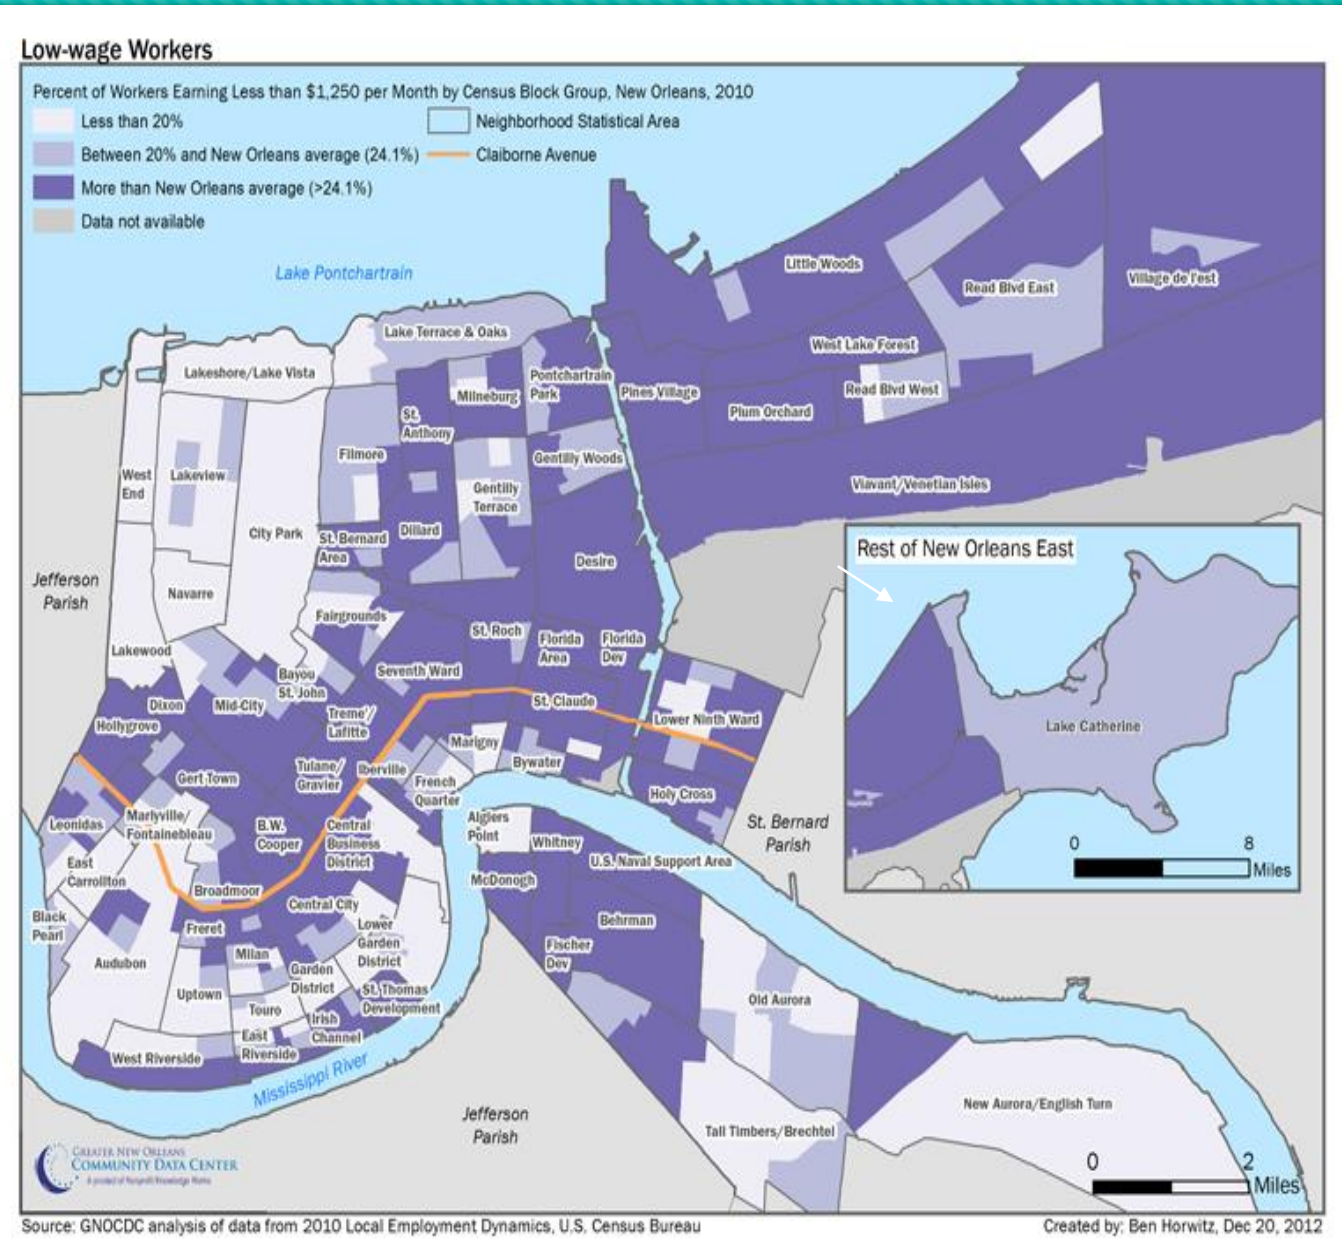 Low-wage Workers
Percent of Workers Earning Less than $1,250 per Month by Census Block Group, New Orleans, 2010
Less than 20%
Neighborhood Statistical Area
Between 20% and New Orleans average (24.1%)
Claiborne Avenue
More than New Orleans average (>24.1%)
Data not available
Lake Pontchartrain
Little Woods
Read Blvd East
Village de l'est
Lake Terrace & Oaks
West Lake Forest
Lakeshore/Lake Vista
Milneburg
Pontchartrain
Park
Pines Village
Read Blvd West
Plum Orchard
St.
Anthony
Filmore
Gentilly Woods
West
End
Lakeview
Gentilly
Terrace
Viavant/Venetian Isles
City Park
St. Bernard
Area
Dillard
Desire
Rest of New Orleans East
Jefferson
Parish
Navarre
Fairgrounds
St. Roch
Florida
Area
Florida
Dev
Lakewood
Bayou
St. John
Seventh Ward
Dixon
Mid-City
St. Claude
Hollygrove
Treme'/
Lafitte
Lower Ninth Ward
Lake Catherine
Marigny
Bywater
Gert Town
Tulane/
Gravier
Iberville
French
Quarter
Holy Cross
Leonidas
Marlyville/
Fontainebleau
B.W.
Cooper
Central
Business
District
Algiers
Point
Whitney
U.S. Naval Support Area
St. Bernard
Parish
0 8
Miles
East
Carrollton
Broadmoor
Central City
McDonogh
Behrman
Black
Pearl
Freret
Lower
Garden
District
Audubon
Milan
Garden
District
Fischer
Dev
Uptown
Touro
St. Thomas
Development
Old Aurora
Irish
Channel
East
Riverside
West Riverside
Mississippi River
Jefferson
Parish
Tall Timbers/Brechtel
New Aurora/English Turn
0 2
Miles
GREATER NEW ORLEANS
COMMUNITY DATA CENTER
A product of Nonprofit Knowledge Works
Source: GNOCDC analysis of data from 2010 Local Employment Dynamics, U.S. Census Bureau
Created by: Ben Horwitz, Dec 20, 2012